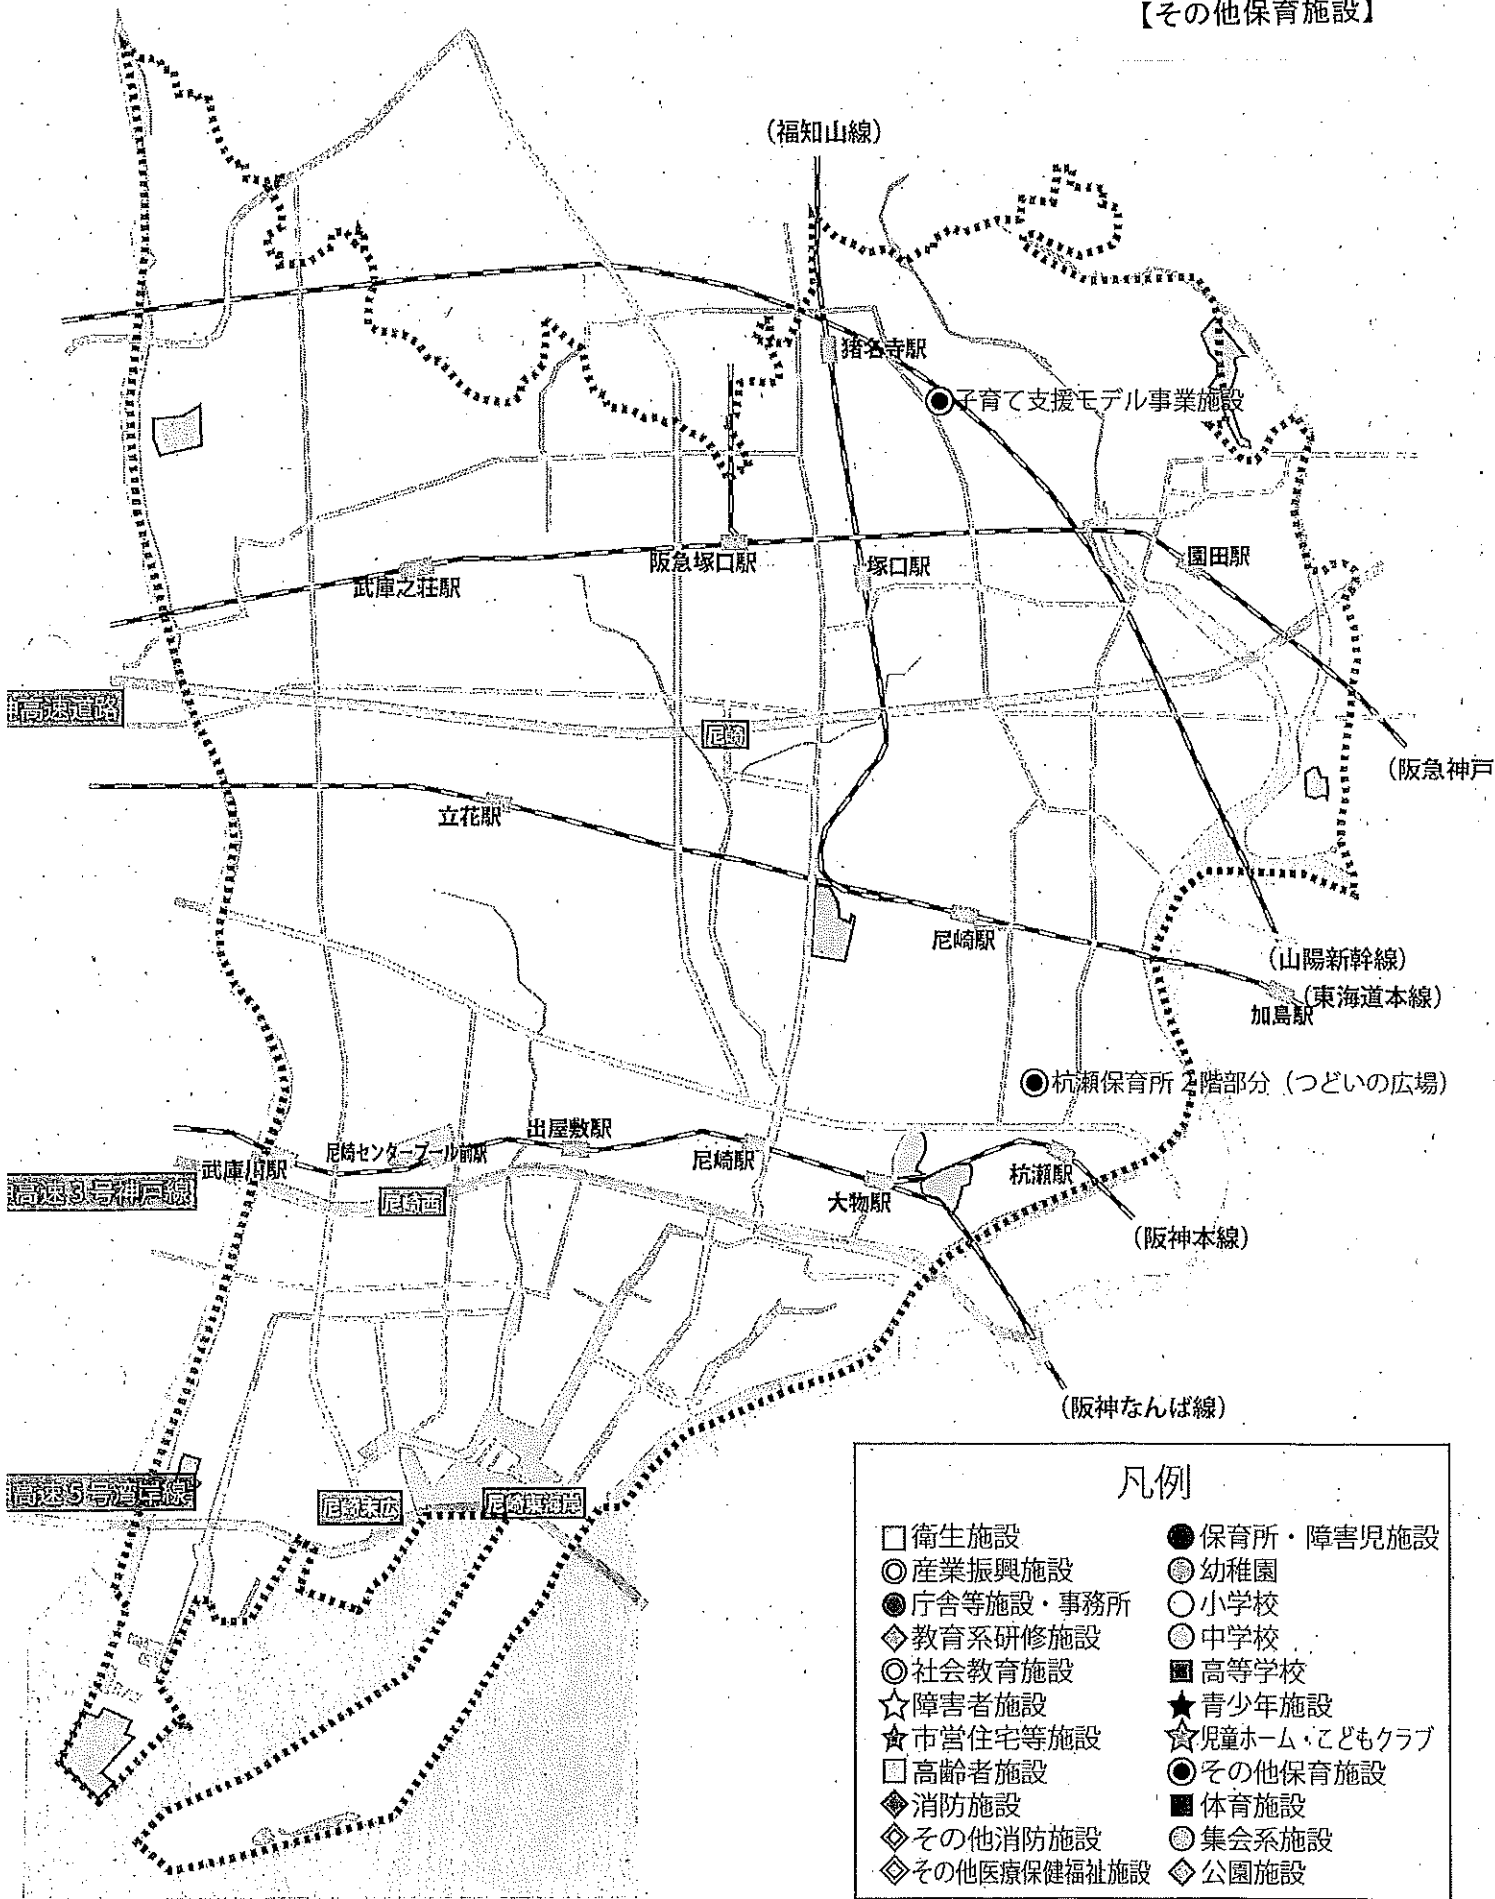 【その他保育施設】
(福知山線)
猪名寺駅
子育て支援モデル事業施設
阪急塚口駅
塚口駅
園田駅
武庫之荘駅
高速道路
尼崎
(阪急神戸
立花駅
尼崎駅
(山陽新幹線)
(東海道本線)
加島駅
杭瀬保育所2階部分(つどいの広場)
出屋敷駅
尼崎センタープール前駅
尼崎駅
武庫川駅
高速3号神戸線
尼崎西
大物駅
杭瀬駅
(阪神本線)
(阪神なんば線)
高速5号湾岸線
尼崎末広
尼崎東海岸
凡例
衛生施設
産業振興施設
庁舎等施設・事務所
教育系研修施設
社会教育施設
障害者施設
市営住宅等施設
高齢者施設
消防施設
その他消防施設
その他医療保健福祉施設
保育所・障害児施設
幼稚園
小学校
中学校
高等学校
青少年施設
児童ホーム・こどもクラブ
その他保育施設
体育施設
集会系施設
公園施設